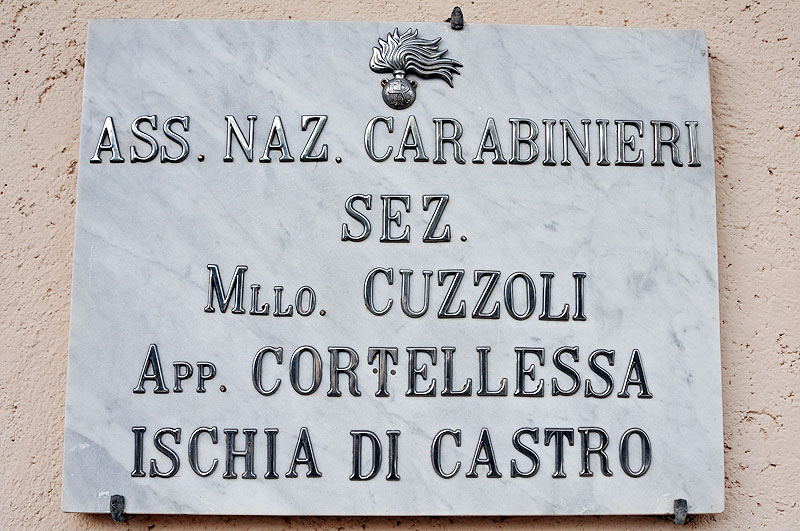 ASS. NAZ. CARABINIERI
SEZ.
MLLO. CUZZOLI
APP. CORTELLESSA
ISCHIA DI CASTRO